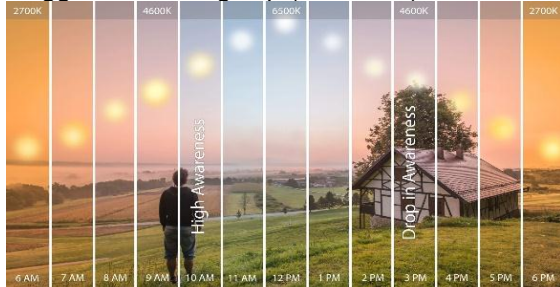 2700K
4600K
6500K
4600K
2700K
High Awareness
Drop in Awareness
6 AM
7 AM
8 AM
9 AM
10 AM
11 AM
12 PM
1 PM
2 PM
3 PM
4 PM
5 PM
6 PM